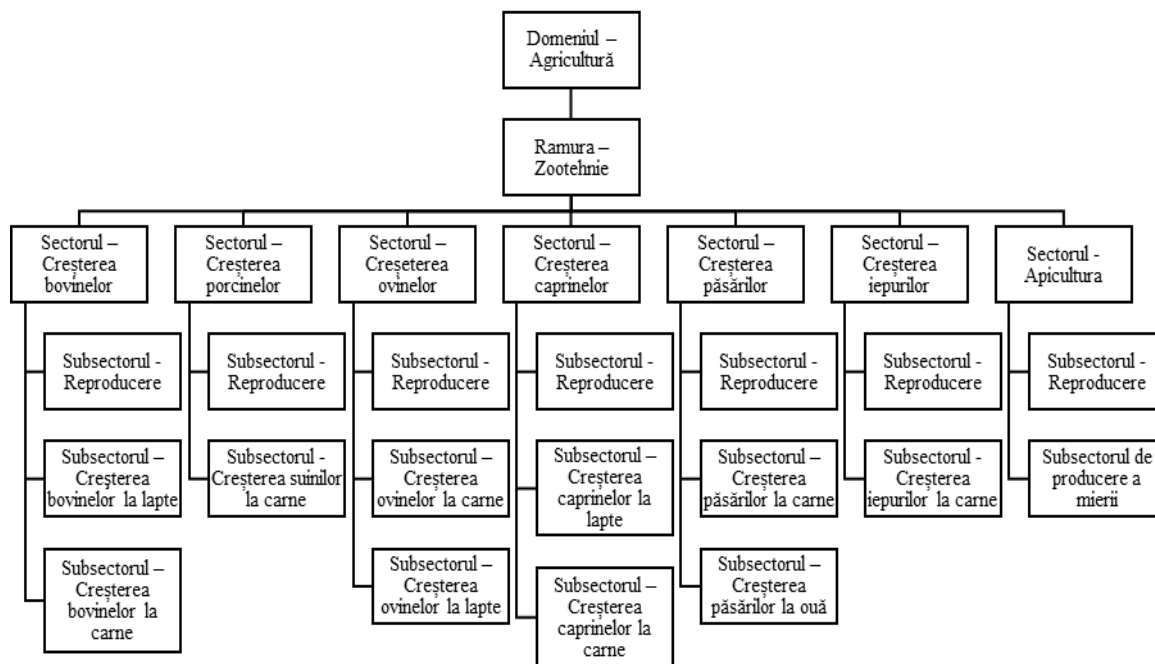 Domeniul –
Agricultură
Ramura –
Zootehnie
Sectorul –
Creșterea
bovinelor
Sectorul –
Creșterea
porcinelor
Sectorul –
Creșeterea
ovinelor
Sectorul –
Creșterea
caprinelor
Sectorul –
Creșterea
păsărilor
Sectorul –
Creșterea
iepurilor
Sectorul -
Apicultura
Subsectorul -
Reproducere
Subsectorul -
Reproducere
Subsectorul -
Reproducere
Subsectorul -
Reproducere
Subsectorul -
Reproducere
Subsectorul -
Reproducere
Subsectorul -
Reproducere
Subsectorul –
Creşterea
bovinelor la lapte
Subsectorul -
Creșterea suinilor
la carne
Subsectorul –
Creșterea
ovinelor la carne
Subsectorul –
Creșterea
caprinelor la
lapte
Subsectorul –
Creșterea
păsărilor la carne
Subsectorul -
Creșterea
iepurilor la carne
Subsectorul de
producere a
mierii
Subsectorul –
Creşterea
bovinelor la
carne
Subsectorul –
Creșterea
ovinelor la lapte
Subsectorul –
Creșterea
caprinelor la
carne
Subsectorul –
Creșterea
păsărilor la ouă